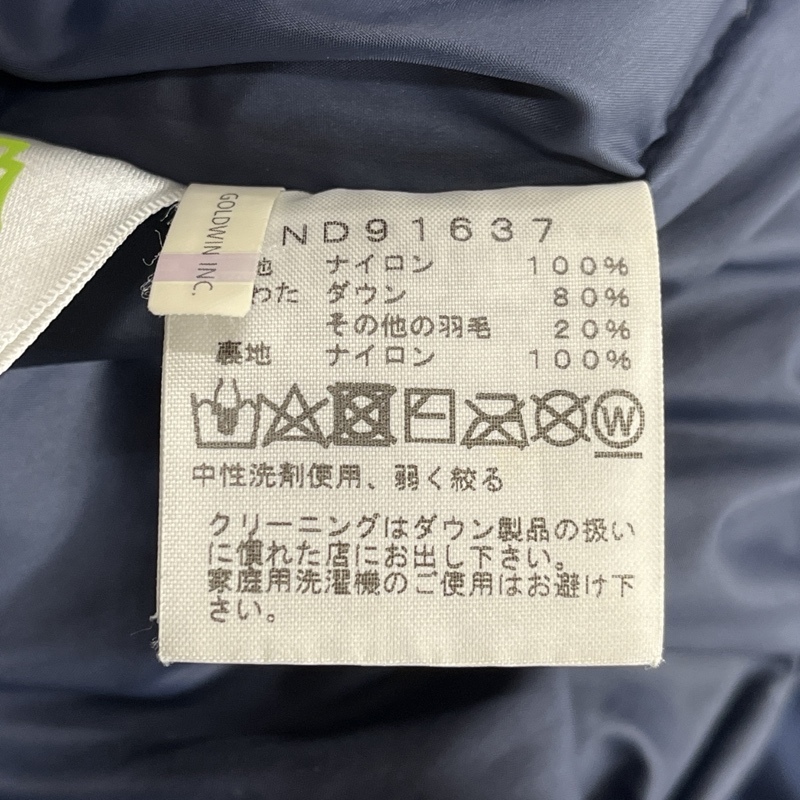 GOLDWIN INC.
ND91637
地 ナイロン 100%
わた ダウン 80%
その他の羽毛 20%
裏地 ナイロン 100%
W
中性洗剤使用、弱く絞る
クリーニングはダウン製品の扱い
に慣れた店にお出し下さい。
家庭用洗濯機のご使用はお避け下
さい。